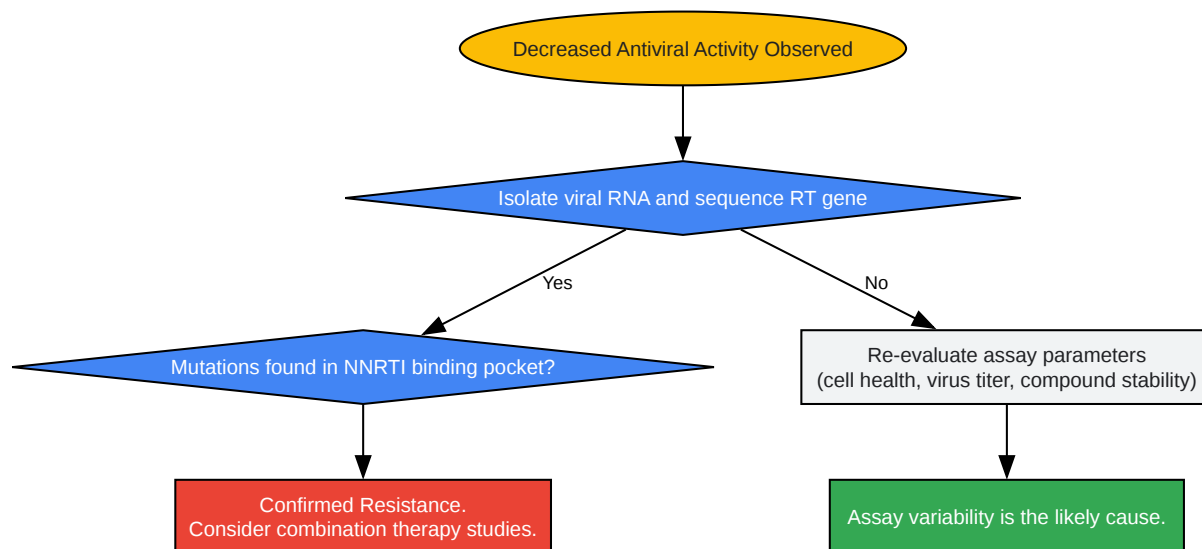 Decreased Antiviral Activity Observed
Isolate viral RNA and sequence RT gene
Yes
No
Mutations found in NNRTI binding pocket?
Re-evaluate assay parameters
(cell health, virus titer, compound stability)
Confirmed Resistance.
Consider combination therapy studies.
Assay variability is the likely cause.